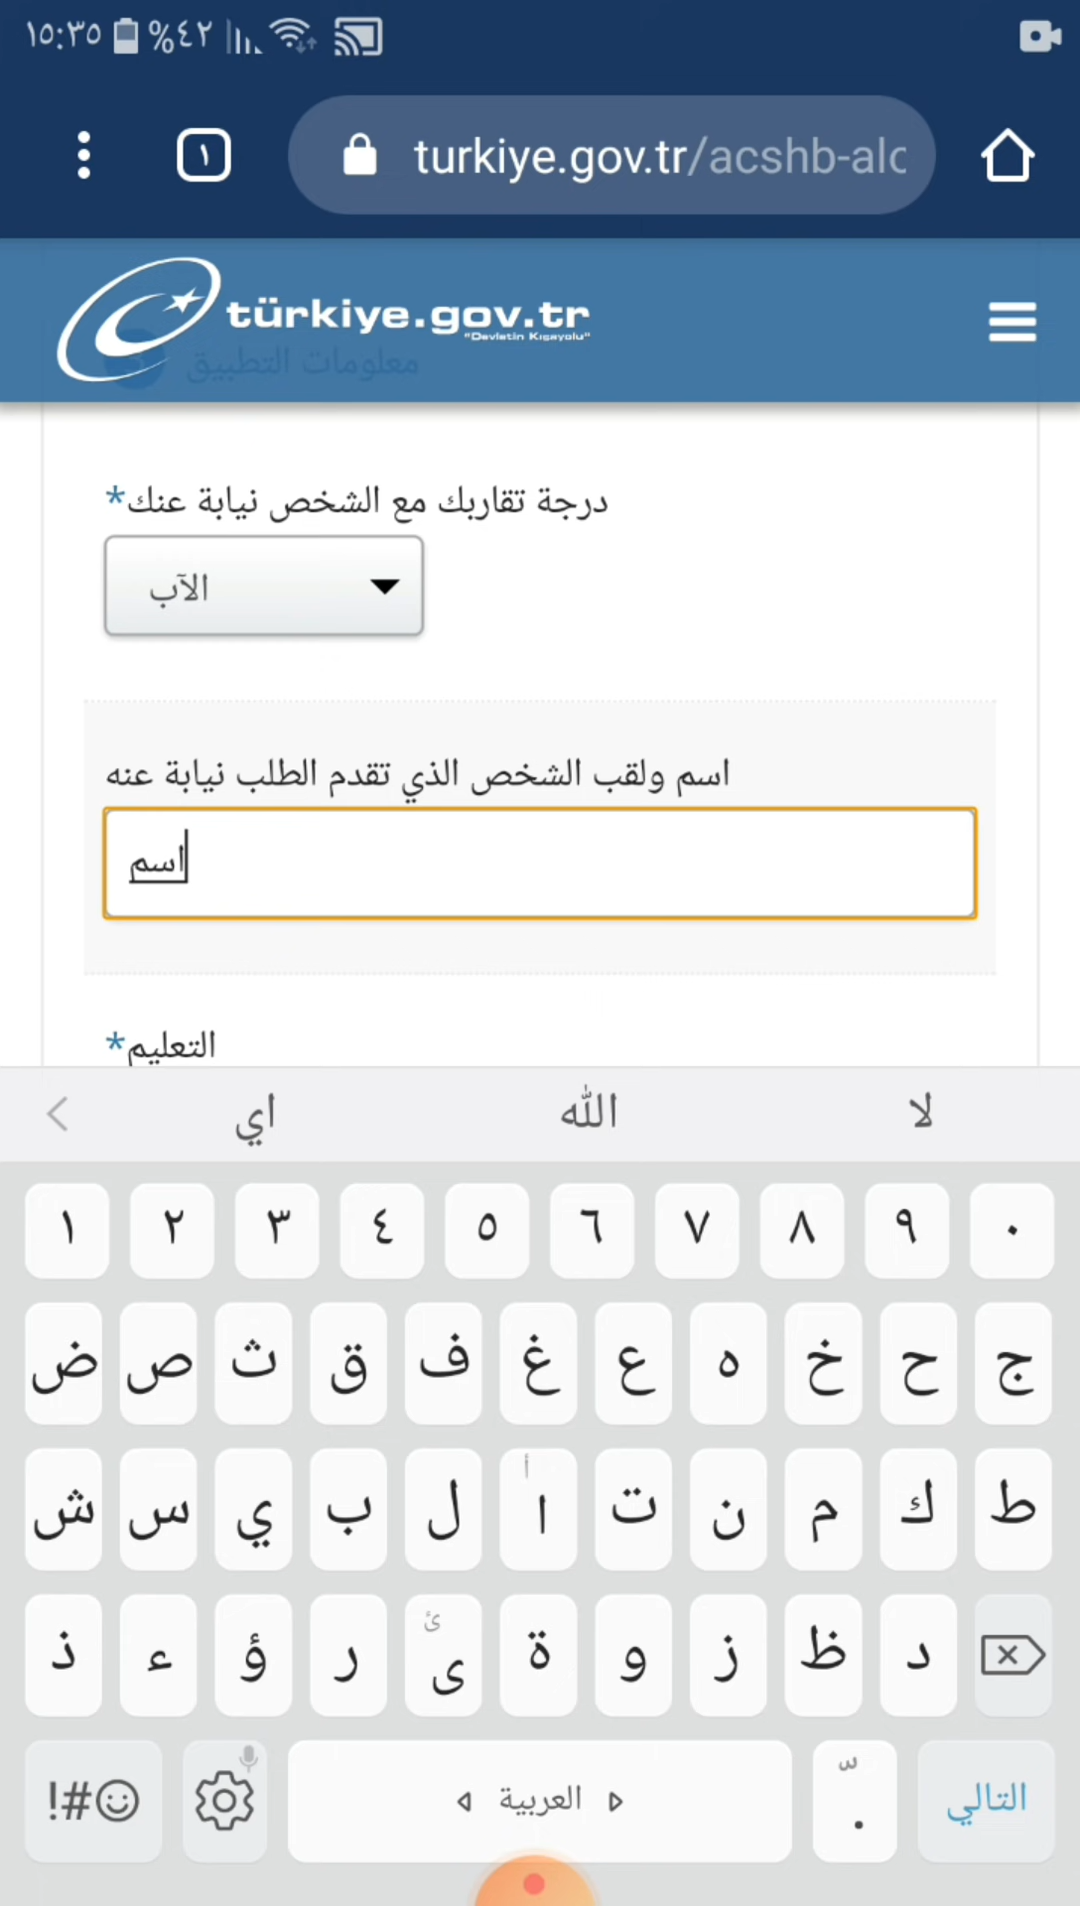 ١٥:٣٥ %٤٢
١ turkiye.gov.tr/acshb-alc
türkiye.gov.tr
"Devletin Kısayolu"
معلومات التطبيق
درجة تقاربك مع الشخص نيابة عنك*
الآب
اسم ولقب الشخص الذي تقدم الطلب نيابة عنه
اسم
التعليم*
اي الله لا
١ ٢ ٣ ٤ ٥ ٦ ٧ ٨ ٩ ٠
ض ص ث ق ف غ ع ه خ ح ج
ش س ي ب ل ا أ ت ن م ك ط
ذ ء ؤ ر ى ئ ة و ز ظ د
!#☺ العربية . التالي